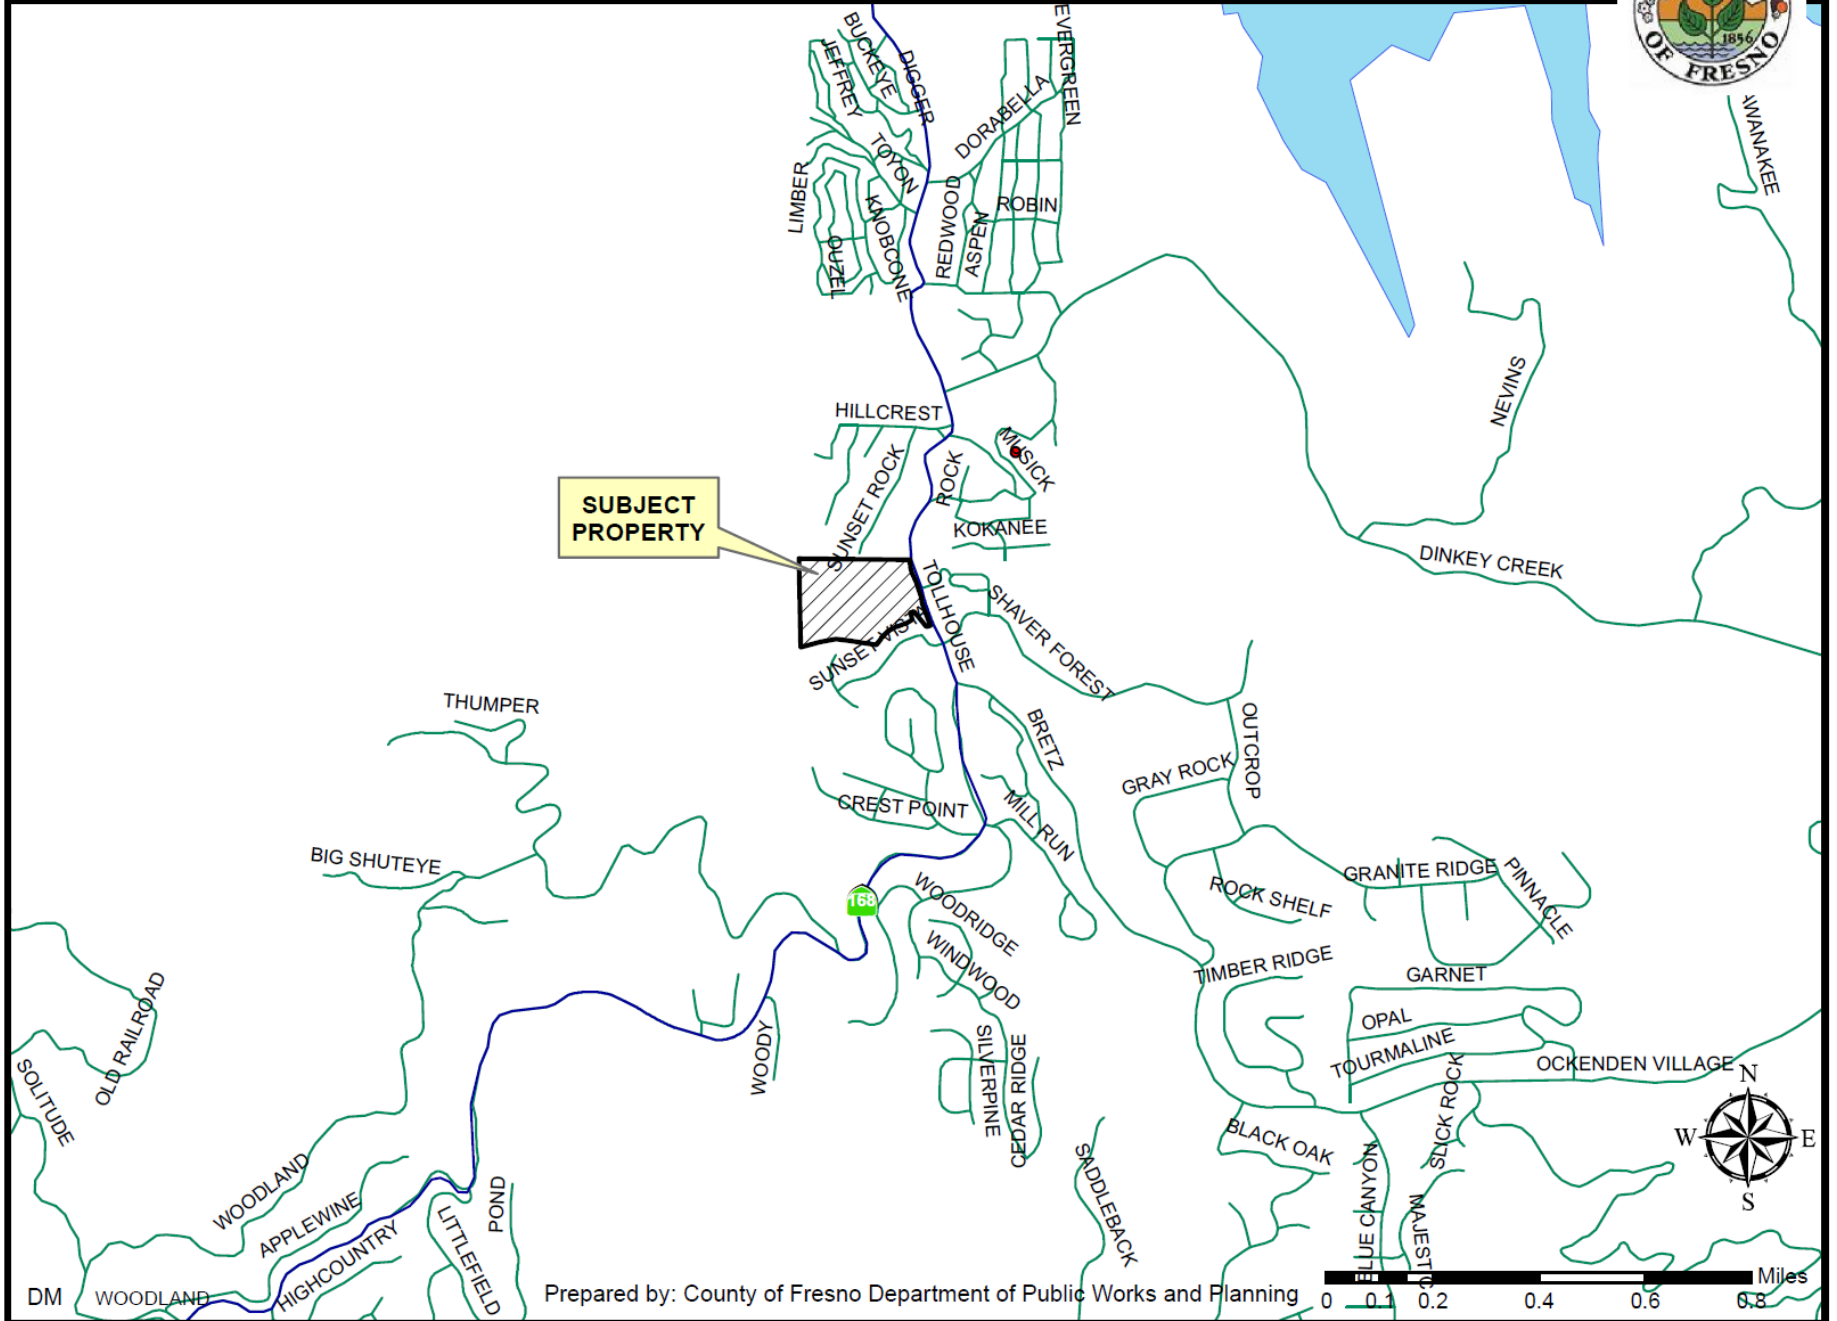 BUCKEYE
JEFFREY
DIGGER
EVERGREEN
DORABELLA
1856
OF FRESNO
AWANAKEE
TOYON
LIMBER
KNOBCONE
OUZEL
REDWOOD
ASPEN
ROBIN
HILLCREST
SUNSET ROCK
ROCK
MUSICK
KOKANEE
NEVINS
DINKEY CREEK
SUBJECT
PROPERTY
TOLLHOUSE
SHAVER FOREST
SUNSET VISTA
THUMPER
BRETZ
OUTCROP
GRAY ROCK
CREST POINT
MILL RUN
BIG SHUTEYE
168
WOODRIDGE
WINDWOOD
ROCK SHELF
GRANITE RIDGE
PINNACLE
TIMBER RIDGE
GARNET
OPAL
TOURMALINE
OCKENDEN VILLAGE
OLD RAILROAD
SOLITUDE
WOODY
SILVERPINE
CEDAR RIDGE
SLICK ROCK
BLACK OAK
BLUE CANYON
MAJESTIC
SADDLEBACK
N
W
E
S
WOODLAND
APPLEWINE
HIGHCOUNTRY
LITTLEFIELD
POND
DM
WOODLAND
Prepared by: County of Fresno Department of Public Works and Planning
Miles
0 0.1 0.2 0.4 0.6 0.8